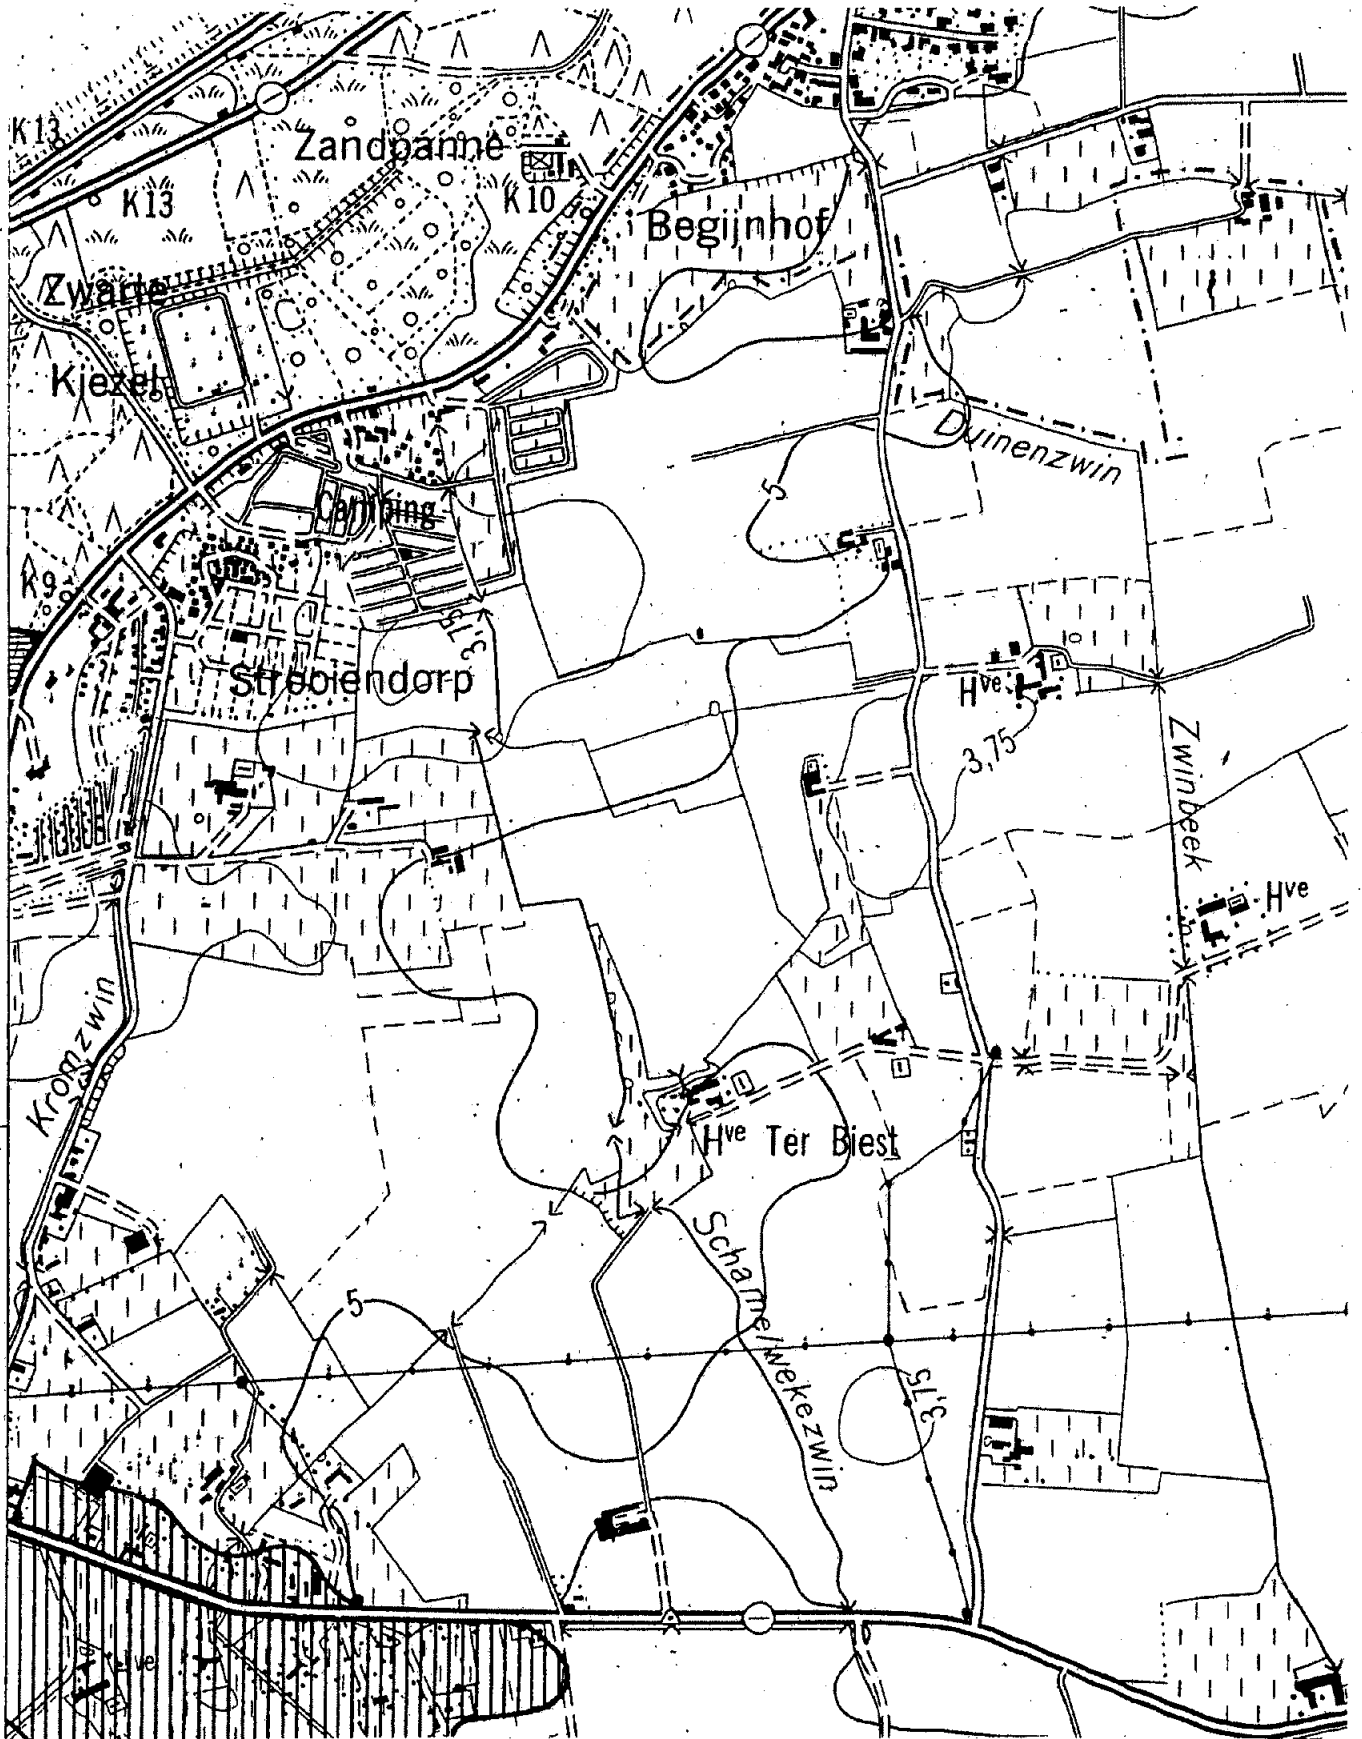 K13
Zandpanne
K13
K10
Begijnhof
Zwarte
Kiezel
Duinenzwin
5
Camping
K9
3,75
Strooiendorp
Hve
3,75
Zwinbeek
Hve
Kromzwin
Hve Ter Biest
Schamelwekezwin
5
3,75